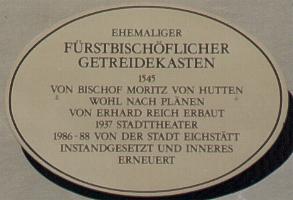 EHEMALIGER
FÜRSTBISCHÖFLICHER
GETREIDEKASTEN
1545
VON BISCHOF MORITZ VON HUTTEN
WOHL NACH PLÄNEN
VON ERHARD REICH ERBAUT
1937 STADTTHEATER
1986-88 VON DER STADT EICHSTÄTT
INSTANDGESETZT UND INNERES
ERNEUERT